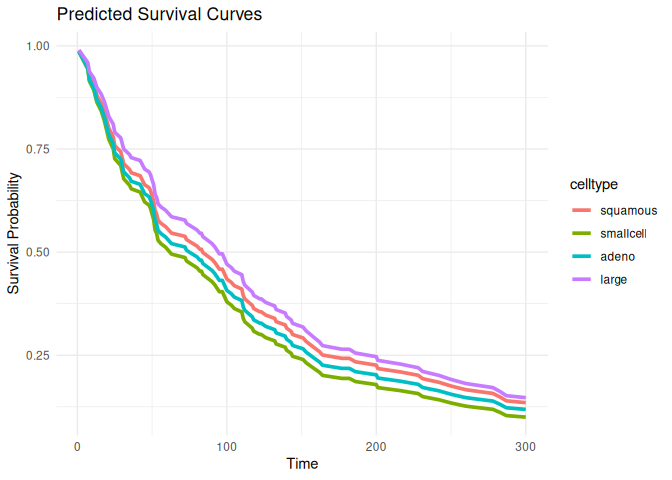 Predicted Survival Curves
1.00
0.75
0.50
0.25
Survival Probability
0
100
200
300
Time
celltype
squamous
smallcell
adeno
large